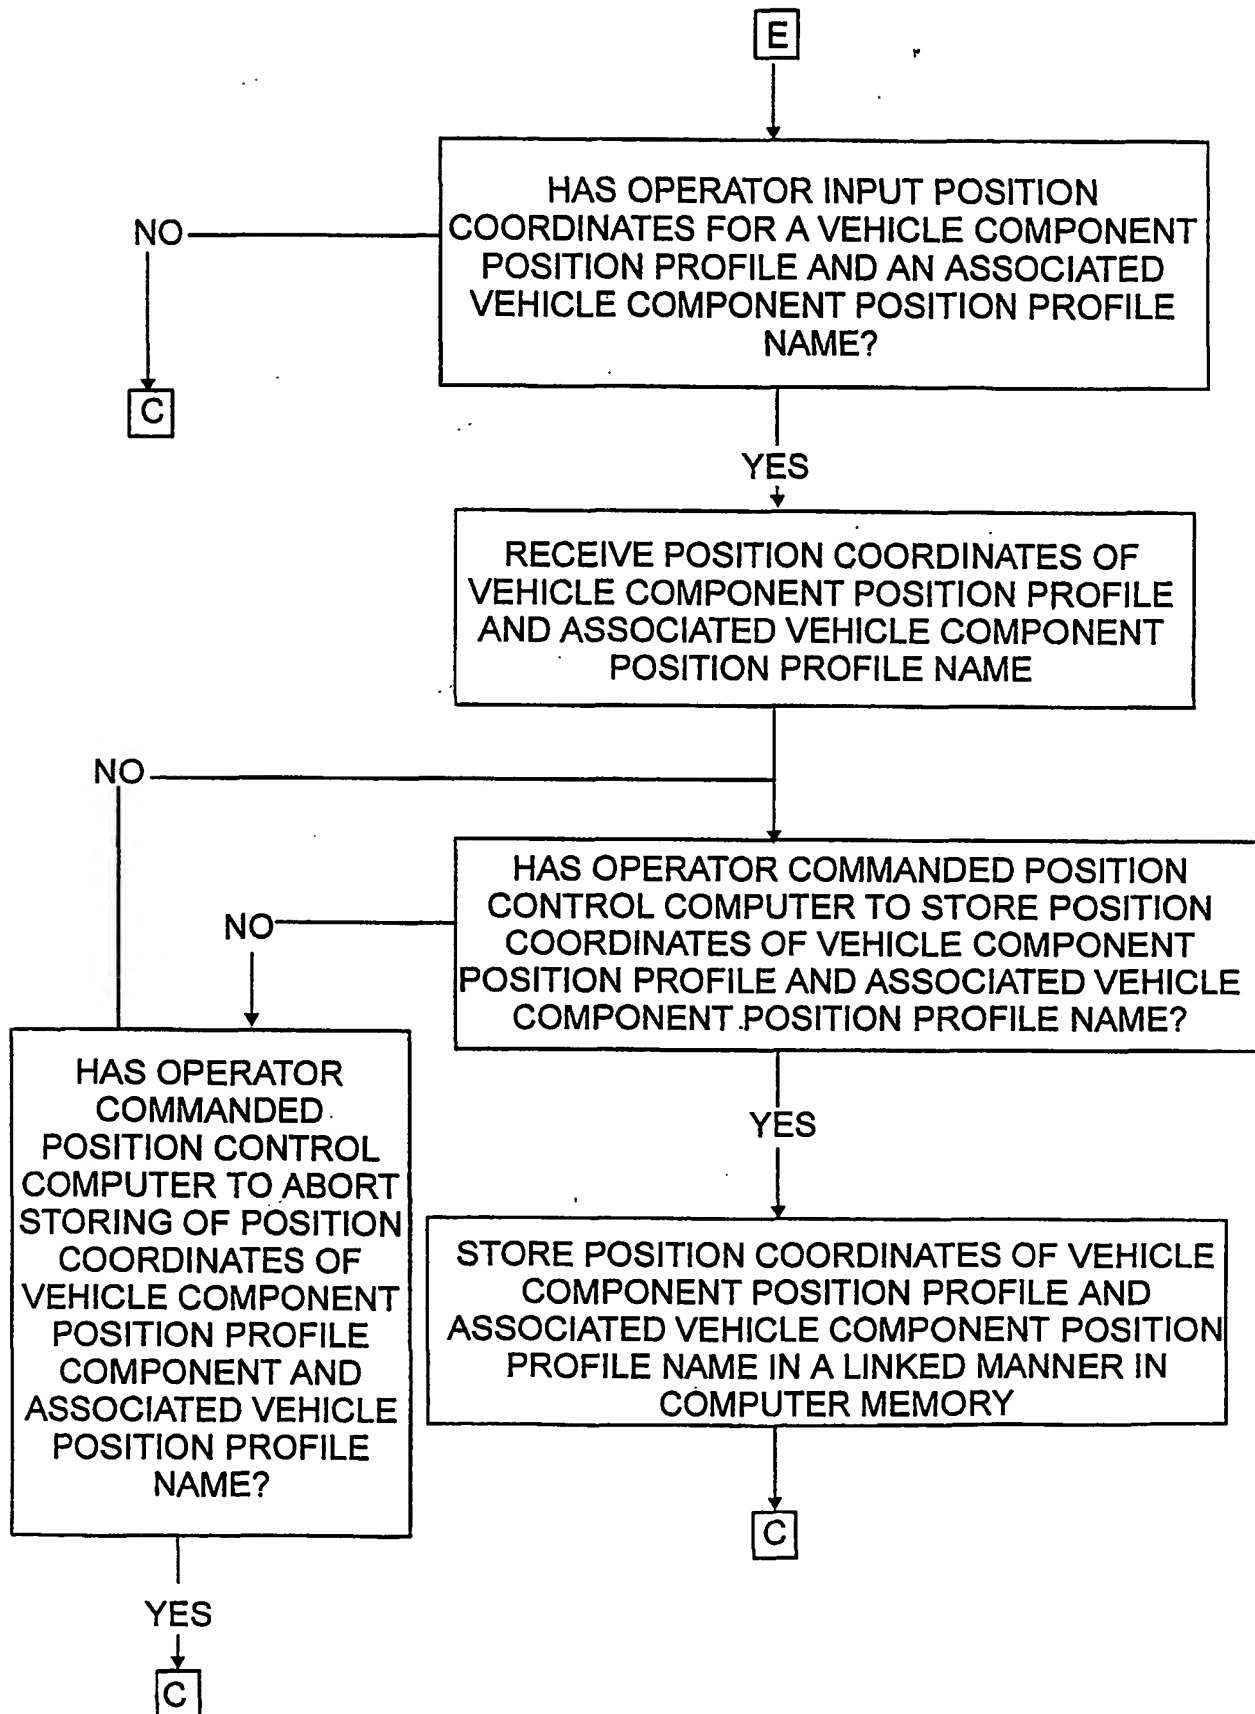 E
HAS OPERATOR INPUT POSITION
COORDINATES FOR A VEHICLE COMPONENT
POSITION PROFILE AND AN ASSOCIATED
VEHICLE COMPONENT POSITION PROFILE
NAME?
NO
C
YES
RECEIVE POSITION COORDINATES OF
VEHICLE COMPONENT POSITION PROFILE
AND ASSOCIATED VEHICLE COMPONENT
POSITION PROFILE NAME
NO
HAS OPERATOR COMMANDED POSITION
CONTROL COMPUTER TO STORE POSITION
COORDINATES OF VEHICLE COMPONENT
POSITION PROFILE AND ASSOCIATED VEHICLE
COMPONENT POSITION PROFILE NAME?
NO
HAS OPERATOR
COMMANDED
POSITION CONTROL
COMPUTER TO ABORT
STORING OF POSITION
COORDINATES OF
VEHICLE COMPONENT
POSITION PROFILE
COMPONENT AND
ASSOCIATED VEHICLE
POSITION PROFILE
NAME?
YES
STORE POSITION COORDINATES OF VEHICLE
COMPONENT POSITION PROFILE AND
ASSOCIATED VEHICLE COMPONENT POSITION
PROFILE NAME IN A LINKED MANNER IN
COMPUTER MEMORY
C
YES
C